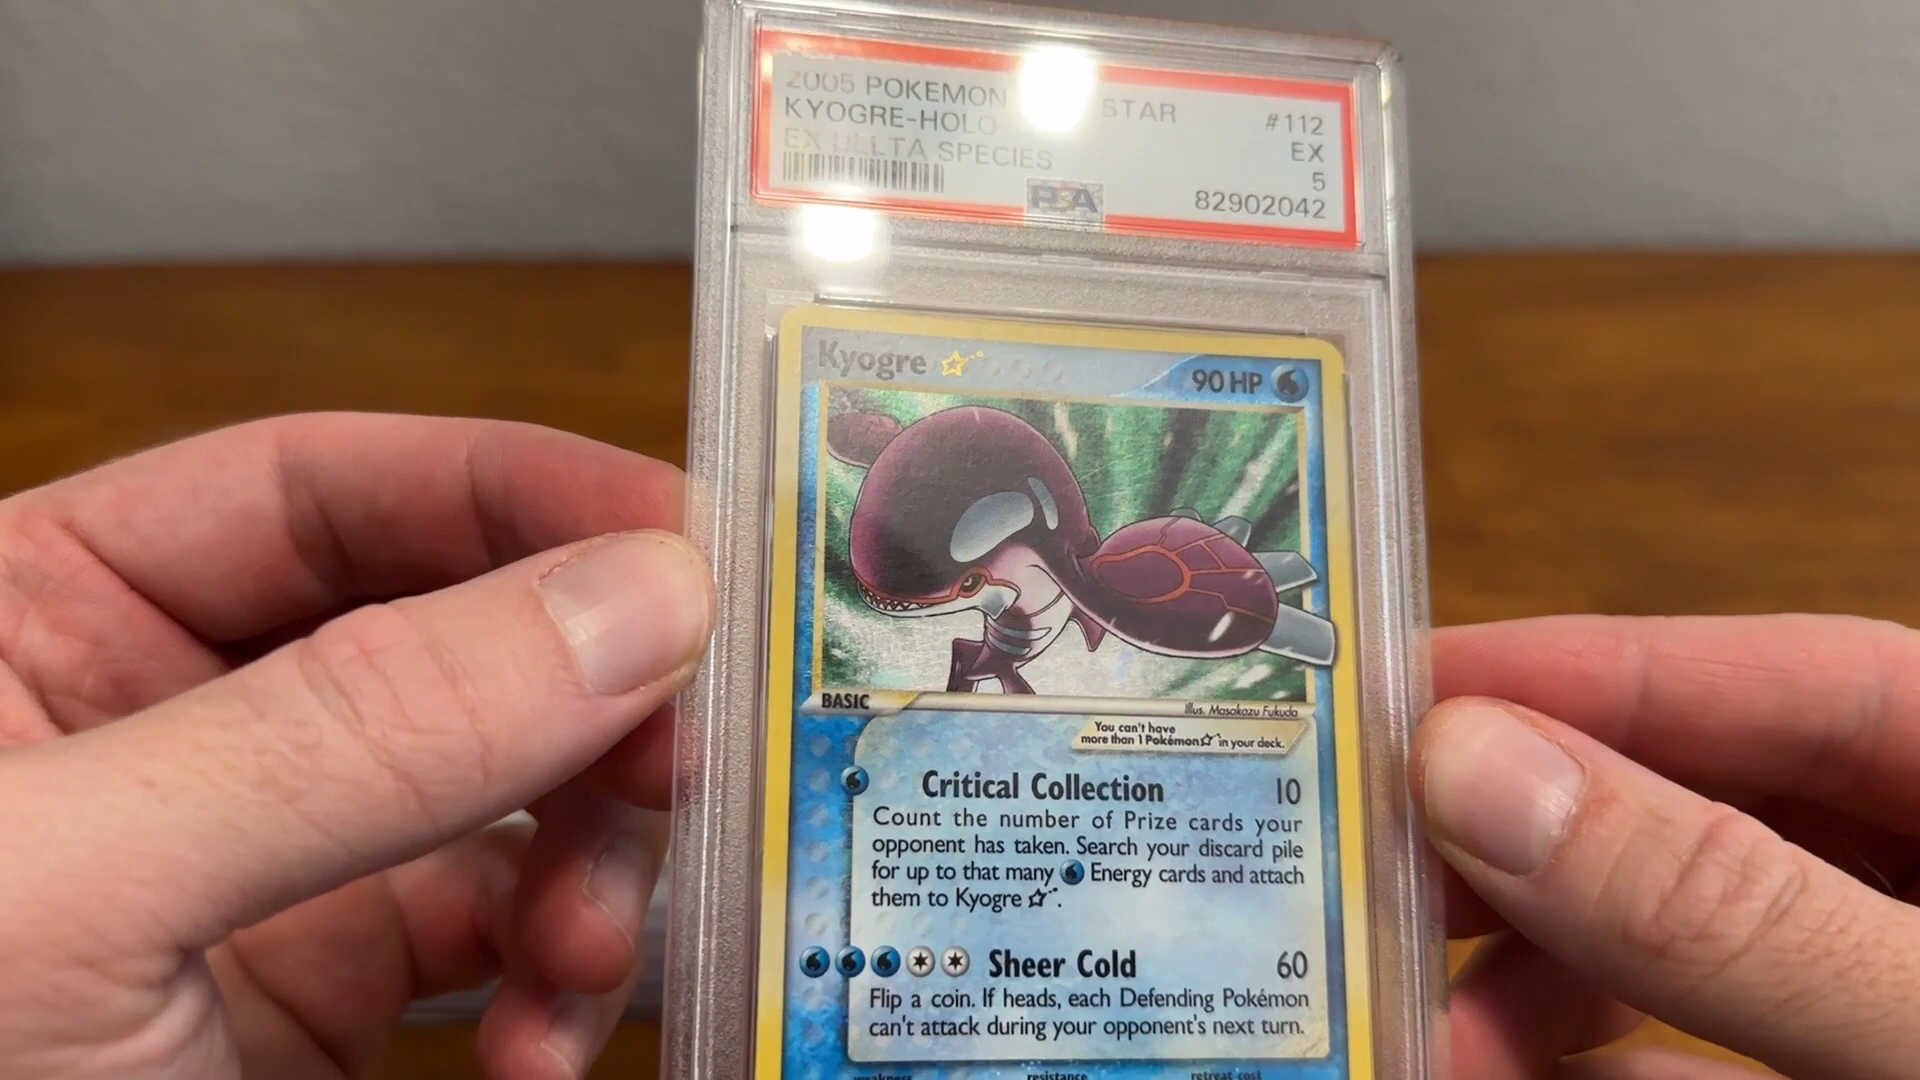 2005 POKEMON STAR
KYOGRE-HOLO
EX DELTA SPECIES
#112
EX
5
82902042
PSA
Kyogre
90 HP
BASIC
Illus. Masakazu Fukuda
You can't have
more than 1 Pokémon☆ in your deck.
Critical Collection 10
Count the number of Prize cards your
opponent has taken. Search your discard pile
for up to that many Energy cards and attach
them to Kyogre ☆.
Sheer Cold 60
Flip a coin. If heads, each Defending Pokémon
can't attack during your opponent's next turn.
weakness resistance retreat cost